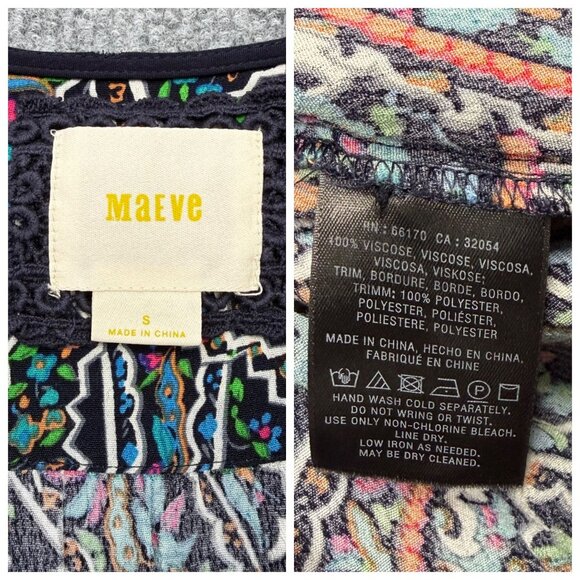 MaEVe
S
MADE IN CHINA
RN : 66170 CA : 32054
100% VISCOSE, VISCOSE, VISCOSA,
VISCOSA, VISKOSE;
TRIM, BORDURE, BORDE, BORDO,
TRIMM: 100% POLYESTER,
POLYESTER, POLIÉSTER,
POLIESTERE, POLYESTER
MADE IN CHINA, HECHO EN CHINA,
FABRIQUÉ EN CHINE
HAND WASH COLD SEPARATELY.
DO NOT WRING OR TWIST.
USE ONLY NON-CHLORINE BLEACH.
LINE DRY.
LOW IRON AS NEEDED.
MAY BE DRY CLEANED.